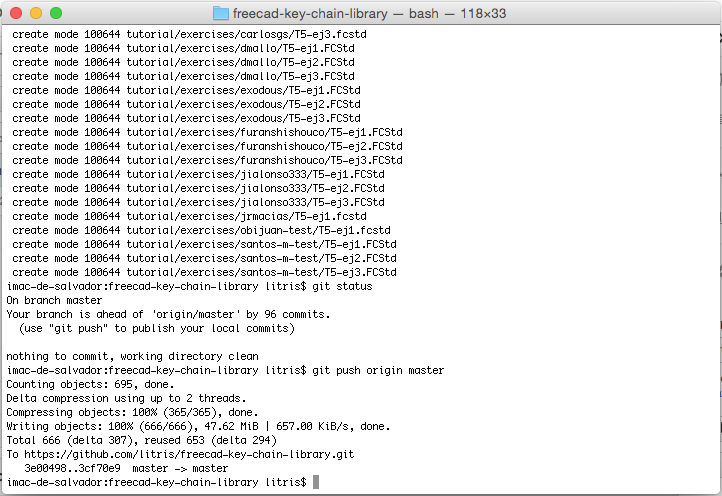 freecad-key-chain-library — bash — 118×33
create mode 100644 tutorial/exercises/carlosgs/T5-ej3.fcstd
create mode 100644 tutorial/exercises/dmallo/T5-ej1.FCStd
create mode 100644 tutorial/exercises/dmallo/T5-ej2.FCStd
create mode 100644 tutorial/exercises/dmallo/T5-ej3.FCStd
create mode 100644 tutorial/exercises/exodous/T5-ej1.FCStd
create mode 100644 tutorial/exercises/exodous/T5-ej2.FCStd
create mode 100644 tutorial/exercises/exodous/T5-ej3.FCStd
create mode 100644 tutorial/exercises/furanshishouco/T5-ej1.FCStd
create mode 100644 tutorial/exercises/furanshishouco/T5-ej2.FCStd
create mode 100644 tutorial/exercises/furanshishouco/T5-ej3.FCStd
create mode 100644 tutorial/exercises/jialonso333/T5-ej1.FCStd
create mode 100644 tutorial/exercises/jialonso333/T5-ej2.FCStd
create mode 100644 tutorial/exercises/jialonso333/T5-ej3.FCStd
create mode 100644 tutorial/exercises/jrmacias/T5-ej1.fcstd
create mode 100644 tutorial/exercises/obijuan-test/T5-ej1.fcstd
create mode 100644 tutorial/exercises/santos-m-test/T5-ej1.FCStd
create mode 100644 tutorial/exercises/santos-m-test/T5-ej2.FCStd
create mode 100644 tutorial/exercises/santos-m-test/T5-ej3.FCStd
imac-de-salvador:freecad-key-chain-library litris$ git status
On branch master
Your branch is ahead of 'origin/master' by 96 commits.
(use "git push" to publish your local commits)
nothing to commit, working directory clean
imac-de-salvador:freecad-key-chain-library litris$ git push origin master
Counting objects: 695, done.
Delta compression using up to 2 threads.
Compressing objects: 100% (365/365), done.
Writing objects: 100% (666/666), 47.62 MiB | 657.00 KiB/s, done.
Total 666 (delta 307), reused 653 (delta 294)
To https://github.com/litris/freecad-key-chain-library.git
3e00498..3cf70e9  master -> master
imac-de-salvador:freecad-key-chain-library litris$